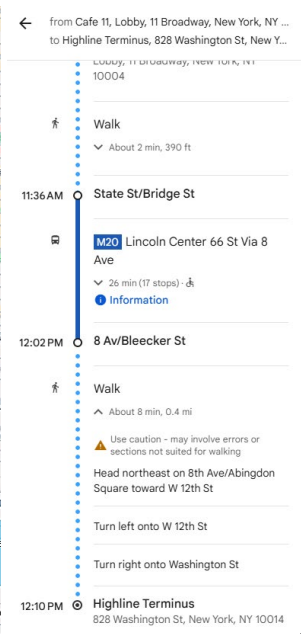 from Cafe 11, Lobby, 11 Broadway, New York, NY ...
to Highline Terminus, 828 Washington St, New Y...
Lobby, 11 Broadway, New York, NY
10004
Walk
About 2 min, 390 ft
11:36 AM State St/Bridge St
M20 Lincoln Center 66 St Via 8
Ave
26 min (17 stops) ·
Information
12:02 PM 8 Av/Bleecker St
Walk
About 8 min, 0.4 mi
Use caution - may involve errors or
sections not suited for walking
Head northeast on 8th Ave/Abingdon
Square toward W 12th St
Turn left onto W 12th St
Turn right onto Washington St
12:10 PM Highline Terminus
828 Washington St, New York, NY 10014